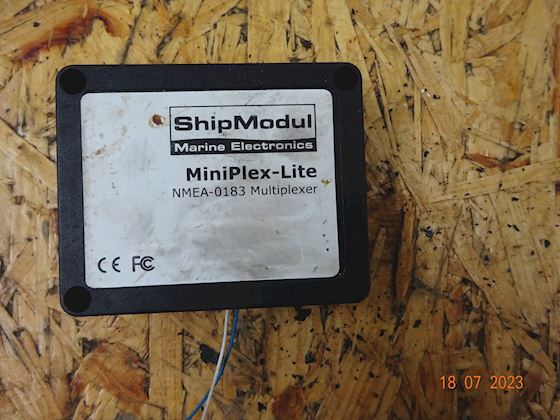 ShipModul
Marine Electronics
MiniPlex-Lite
NMEA-0183 Multiplexer
CE FC
18 07 2023